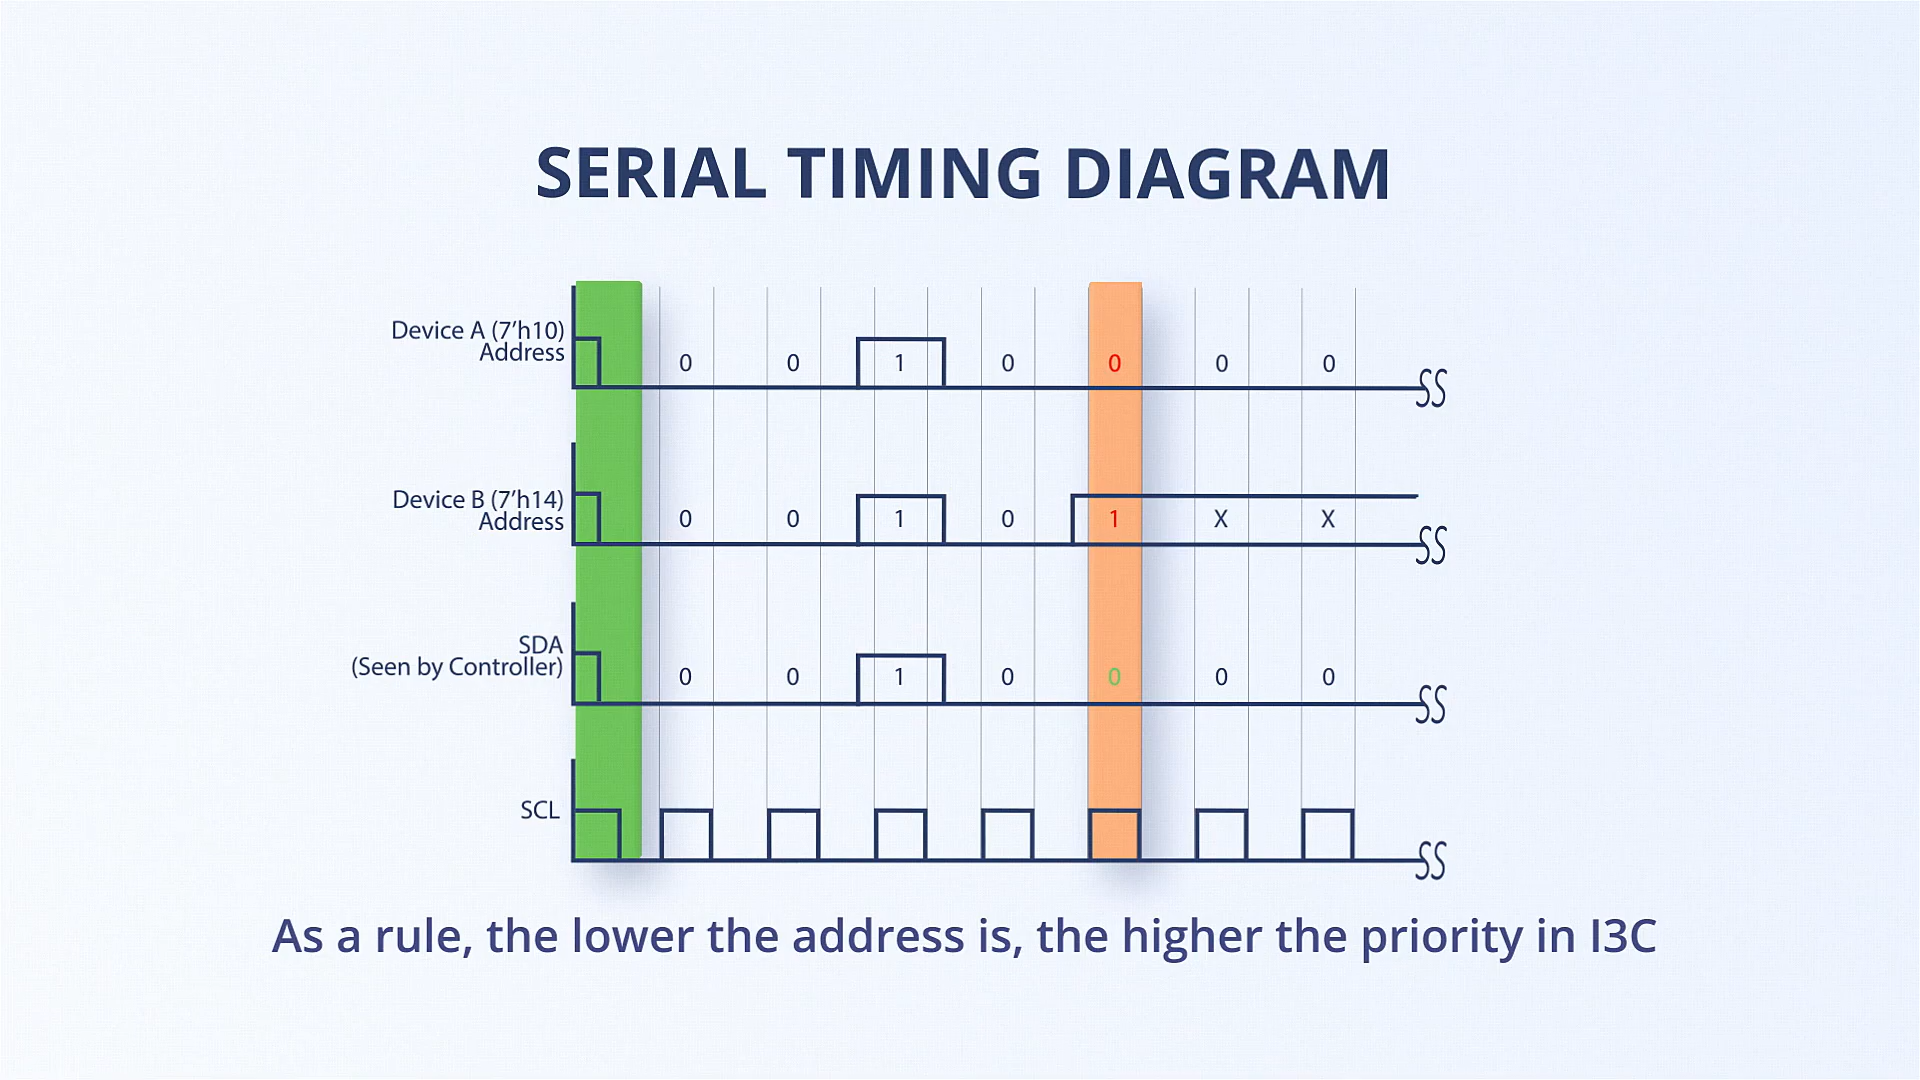 SERIAL TIMING DIAGRAM
Device A (7’h10)
Address
0 0 1 0 0 0 0
Device B (7’h14)
Address
0 0 1 0 1 X X
SDA
(Seen by Controller)
0 0 1 0 0 0 0
SCL
As a rule, the lower the address is, the higher the priority in I3C